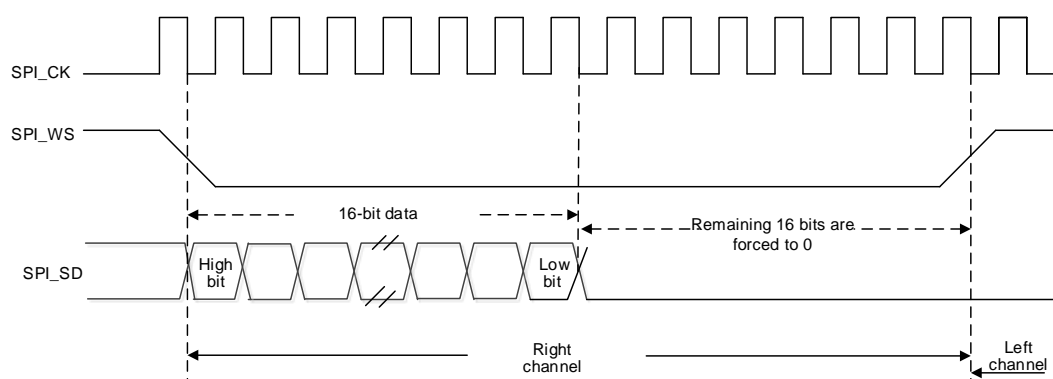 SPI_CK
SPI_WS
16-bit data
Remaining 16 bits are
forced to 0
SPI_SD
High
bit
Low
bit
Right
channel
Left
channel